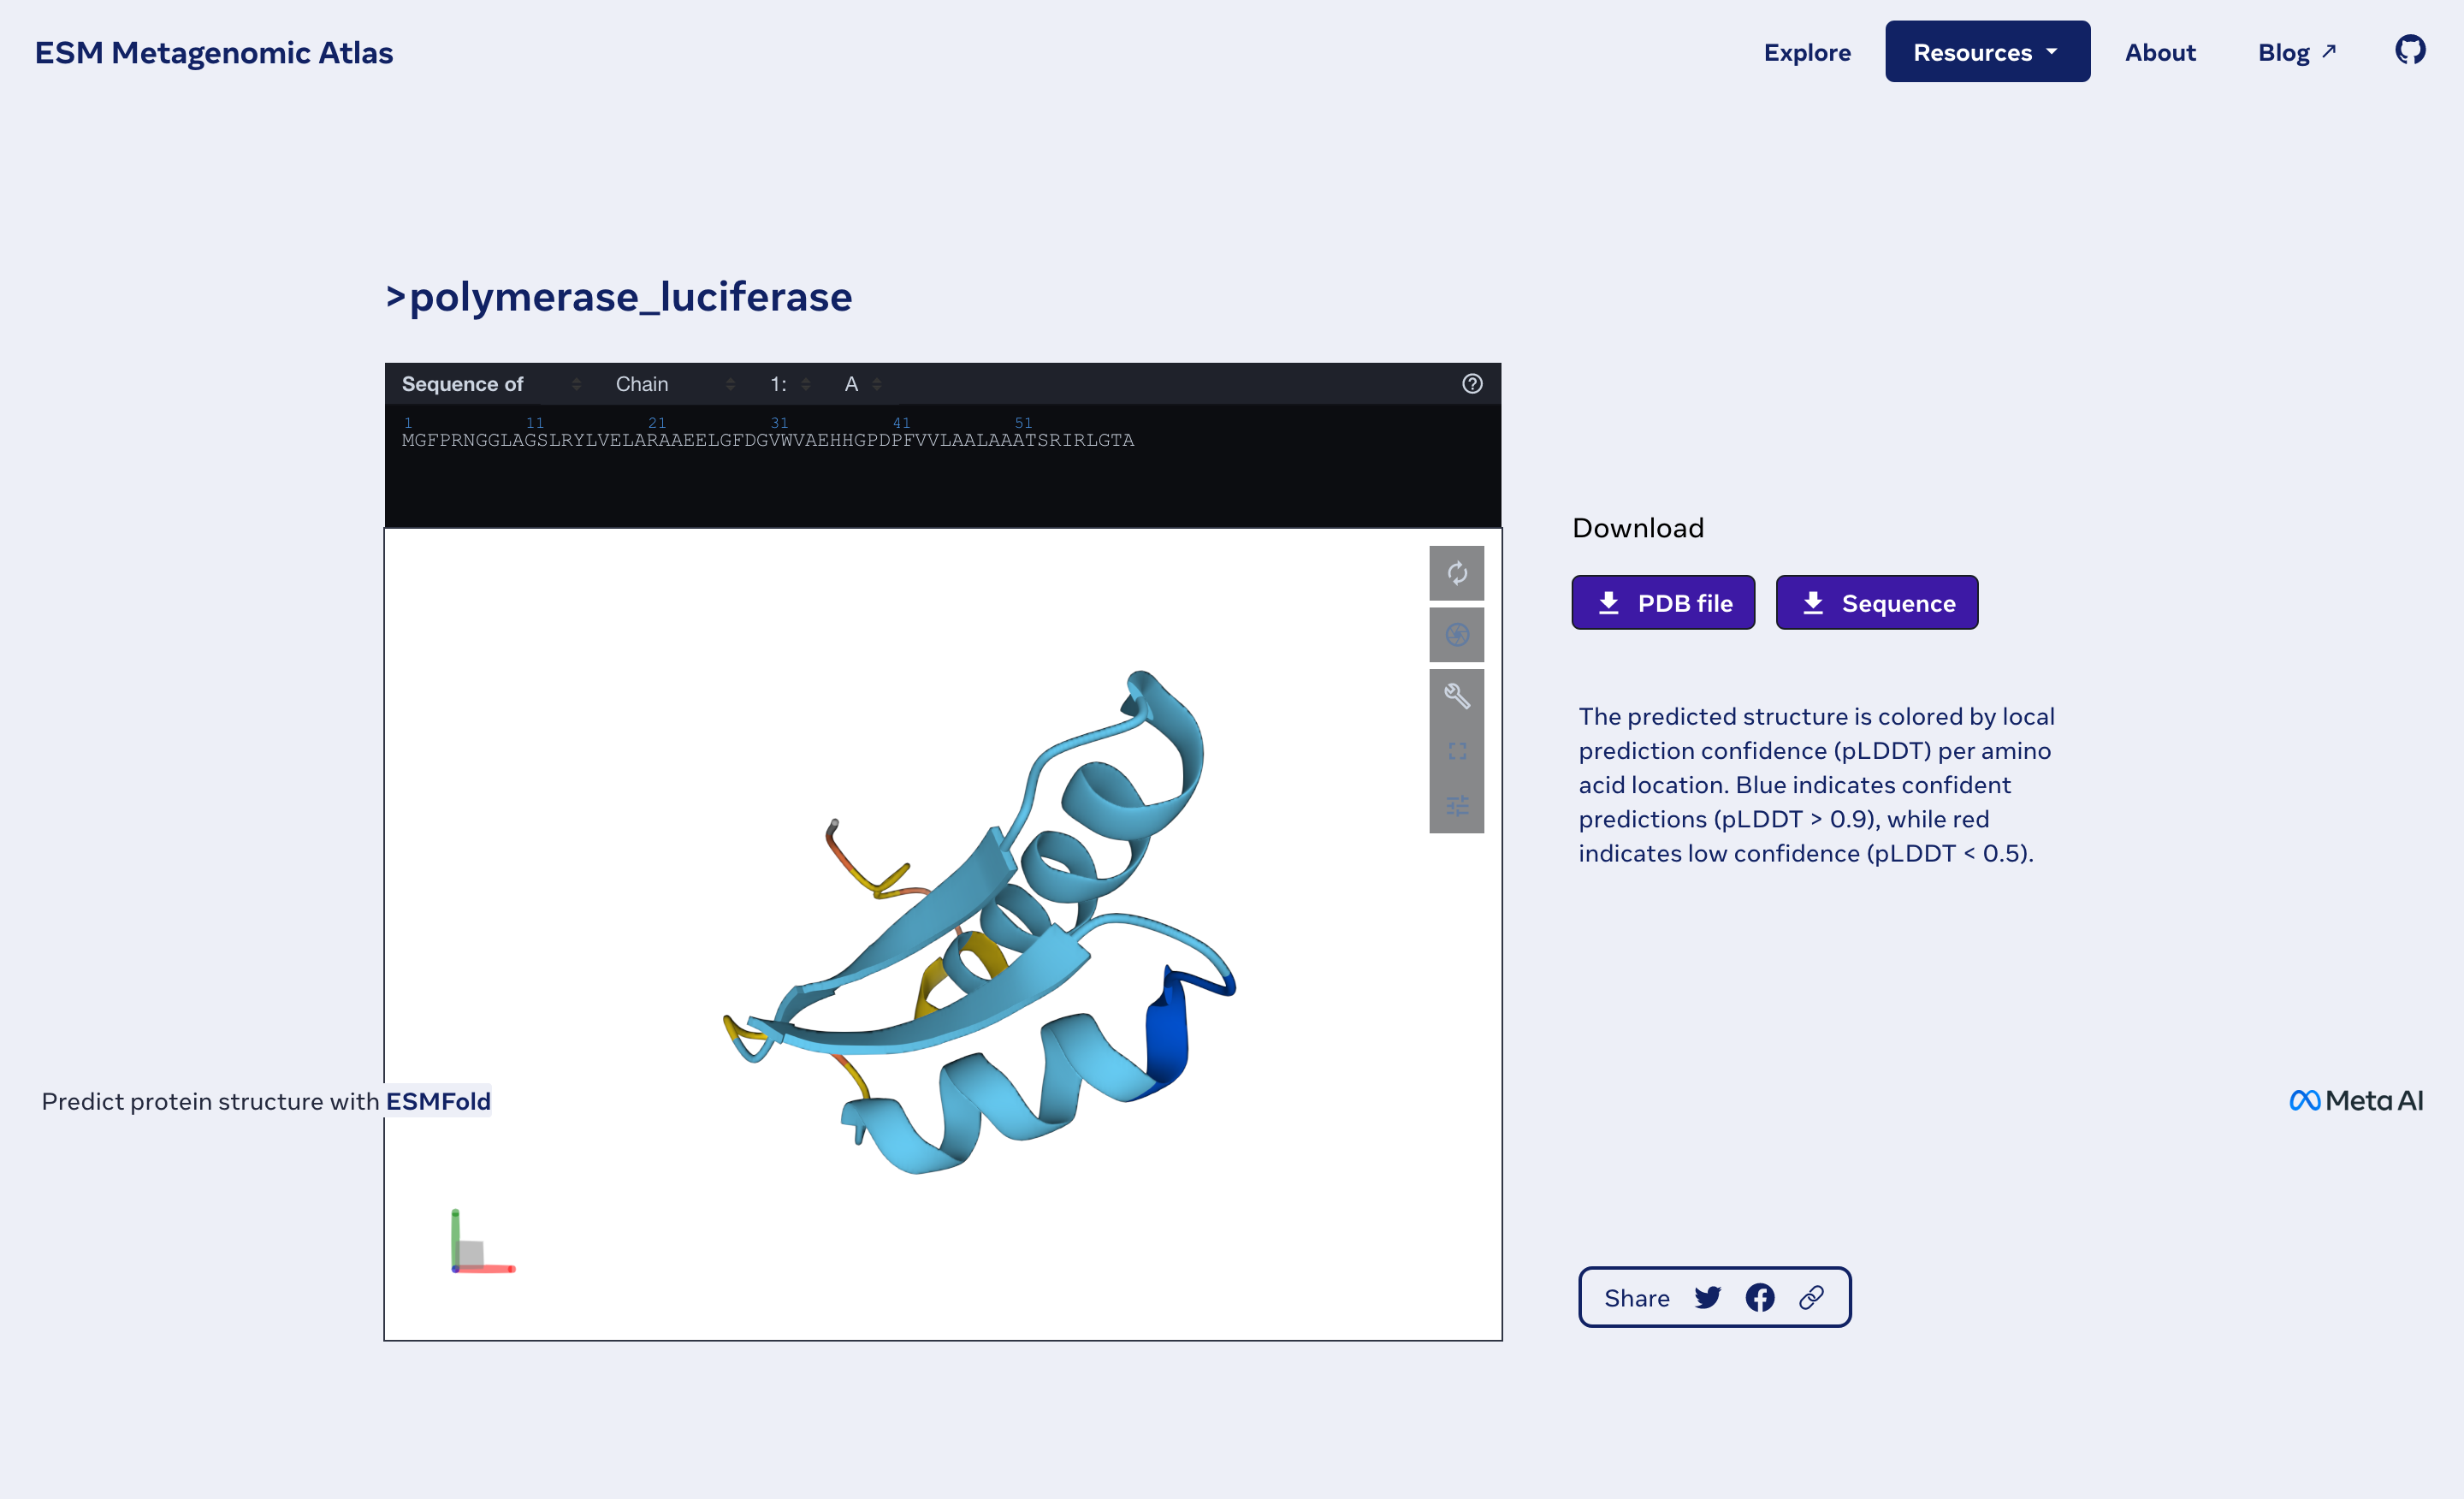 ESM Metagenomic Atlas
Explore
Resources
About
Blog
>polymerase_luciferase
Sequence of Chain 1: A
1 11 21 31 41 51
MGFPRNGGLAGSLRYLVELARAAEELGFDGVWVAEHHGPDPFVVLAALAAATSRIRLGTA
Download
PDB file
Sequence
The predicted structure is colored by local
prediction confidence (pLDDT) per amino
acid location. Blue indicates confident
predictions (pLDDT > 0.9), while red
indicates low confidence (pLDDT < 0.5).
Predict protein structure with ESMFold
Meta AI
Share